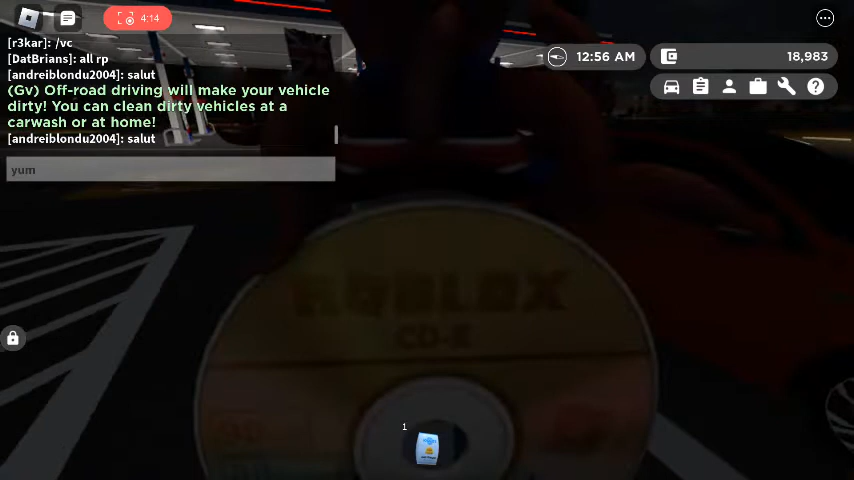 4:14
[r3kar]: /vc
[DatBrians]: all rp
[andreiblondu2004]: salut
(Gv) Off-road driving will make your vehicle
dirty! You can clean dirty vehicles at a
carwash or at home!
[andreiblondu2004]: salut
yum
12:56 AM
18,983
ROBLOX
CD-R
1